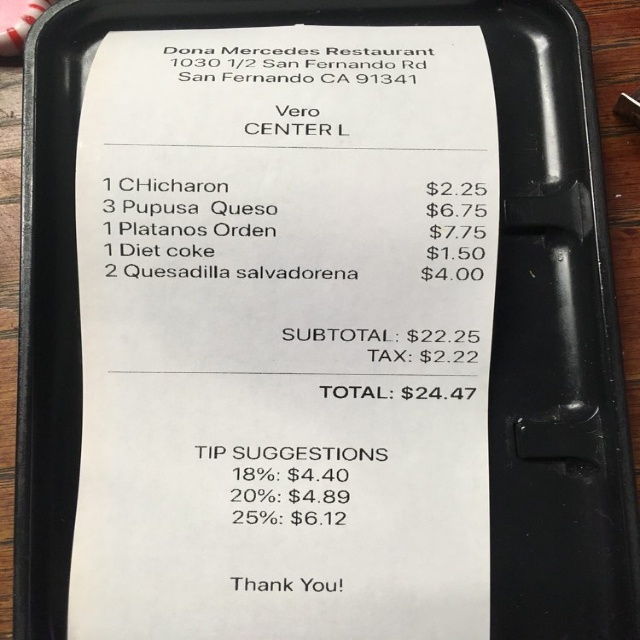 Dona Mercedes Restaurant
1030 1/2 San Fernando Rd
San Fernando CA 91341
Vero
CENTER L
1 CHicharon $2.25
3 Pupusa Queso $6.75
1 Platanos Orden $7.75
1 Diet coke $1.50
2 Quesadilla salvadorena $4.00
SUBTOTAL: $22.25
TAX: $2.22
TOTAL: $24.47
TIP SUGGESTIONS
18%: $4.40
20%: $4.89
25%: $6.12
Thank You!